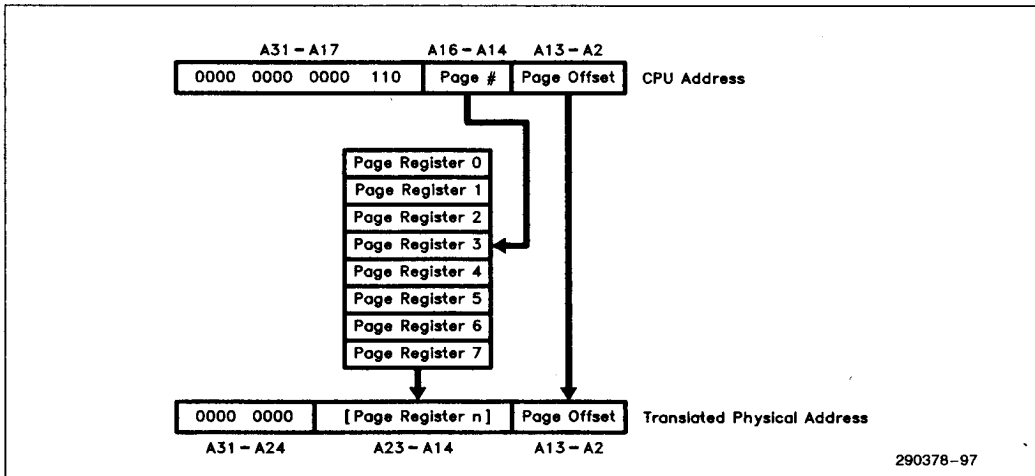 A31–A17 A16–A14 A13–A2
0000 0000 0000 110 Page # Page Offset CPU Address
Page Register 0
Page Register 1
Page Register 2
Page Register 3
Page Register 4
Page Register 5
Page Register 6
Page Register 7
0000 0000 [Page Register n] Page Offset Translated Physical Address
A31–A24 A23–A14 A13–A2
290378–97